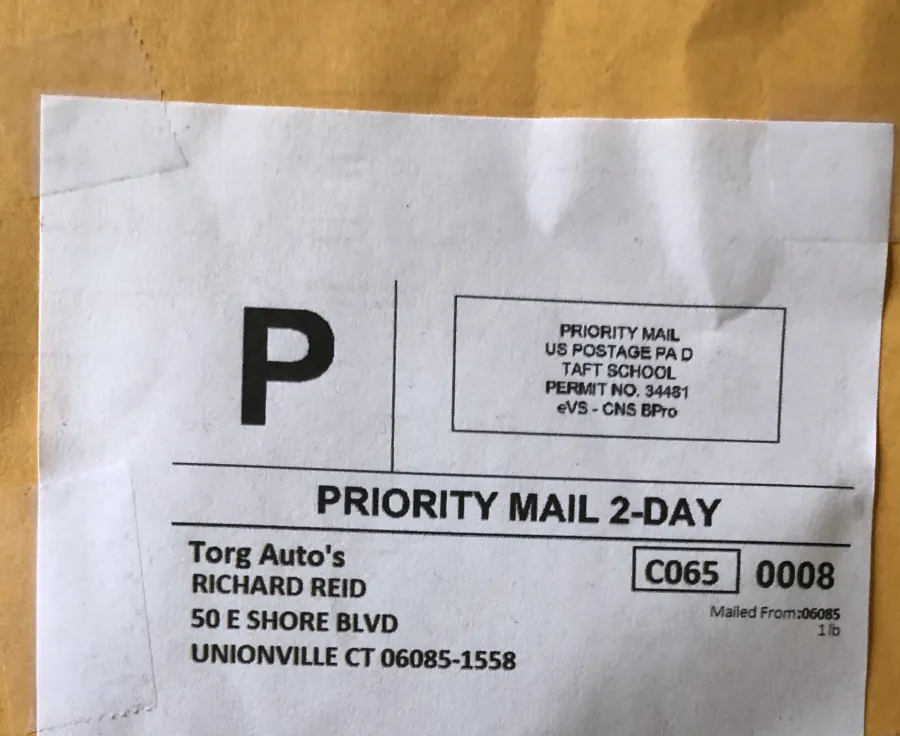 P
PRIORITY MAIL
US POSTAGE PA D
TAFT SCHOOL
PERMIT NO. 34481
eVS - CNS BPro
PRIORITY MAIL 2-DAY
Torg Auto's
RICHARD REID
50 E SHORE BLVD
UNIONVILLE CT 06085-1558
C065 0008
Mailed From:06085
1 lb